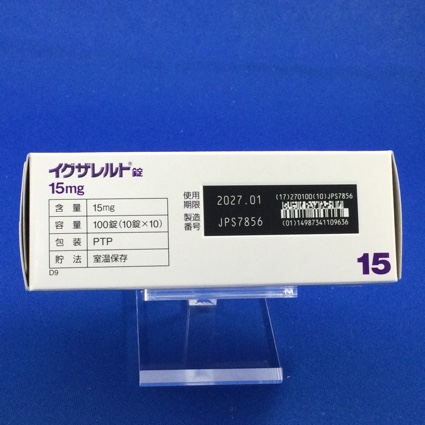 イグザレルト®錠
15mg
含 量 15mg
容 量 100錠(10錠×10)
包 装 PTP
貯 法 室温保存
D9
使用
期限 2027.01
製造
番号 JPS7856
(17)270100(10)JPS7856
(01)14987341109636
15